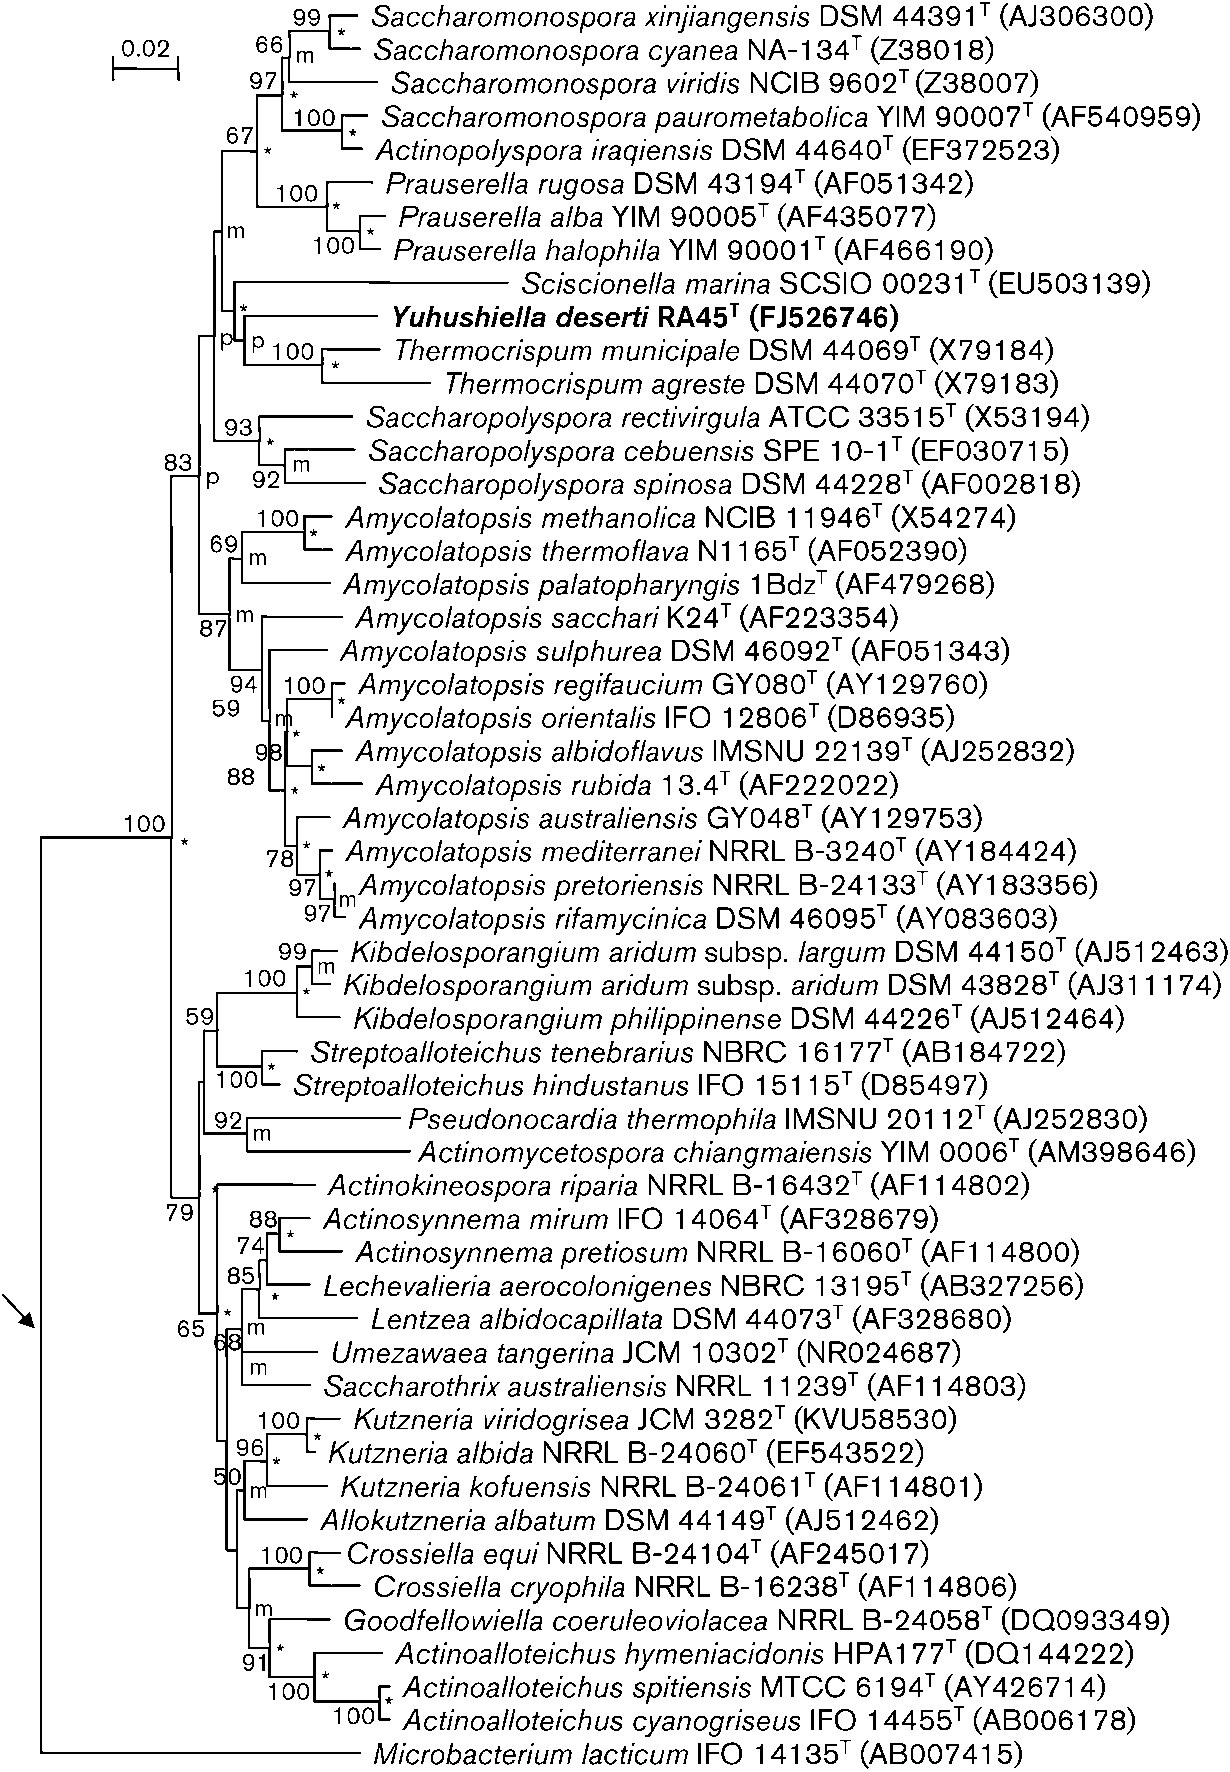 0.02
99
Saccharomonospora xinjiangensis DSM 44391T (AJ306300)
*
66
m
Saccharomonospora cyanea NA-134T (Z38018)
97
*
Saccharomonospora viridis NCIB 9602T (Z38007)
100
Saccharomonospora paurometabolica YIM 90007T (AF540959)
*
67
*
Actinopolyspora iraqiensis DSM 44640T (EF372523)
100
Prauserella rugosa DSM 43194T (AF051342)
*
Prauserella alba YIM 90005T (AF435077)
m
*
100
Prauserella halophila YIM 90001T (AF466190)
Sciscionella marina SCSIO 00231T (EU503139)
*
Yuhushiella deserti RA45T (FJ526746)
p
p
100
Thermocrispum municipale DSM 44069T (X79184)
*
Thermocrispum agreste DSM 44070T (X79183)
Saccharopolyspora rectivirgula ATCC 33515T (X53194)
93
*
Saccharopolyspora cebuensis SPE 10-1T (EF030715)
83
m
p
92
Saccharopolyspora spinosa DSM 44228T (AF002818)
100
Amycolatopsis methanolica NCIB 11946T (X54274)
*
69
m
Amycolatopsis thermoflava N1165T (AF052390)
Amycolatopsis palatopharyngis 1BdzT (AF479268)
87
m
Amycolatopsis sacchari K24T (AF223354)
Amycolatopsis sulphurea DSM 46092T (AF051343)
94
100
Amycolatopsis regifaucium GY080T (AY129760)
*
59
m
Amycolatopsis orientalis IFO 12806T (D86935)
*
98
Amycolatopsis albidoflavus IMSNU 22139T (AJ252832)
*
88
*
Amycolatopsis rubida 13.4T (AF222022)
Amycolatopsis australiensis GY048T (AY129753)
100
*
*
78
Amycolatopsis mediterranei NRRL B-3240T (AY184424)
*
97
m
Amycolatopsis pretoriensis NRRL B-24133T (AY183356)
97
Amycolatopsis rifamycinica DSM 46095T (AY083603)
99
Kibdelosporangium aridum subsp. largum DSM 44150T (AJ512463)
m
100
*
Kibdelosporangium aridum subsp. aridum DSM 43828T (AJ311174)
59
Kibdelosporangium philippinense DSM 44226T (AJ512464)
Streptoalloteichus tenebrarius NBRC 16177T (AB184722)
*
100
Streptoalloteichus hindustanus IFO 15115T (D85497)
92
m
Pseudonocardia thermophila IMSNU 20112T (AJ252830)
Actinomycetospora chiangmaiensis YIM 0006T (AM398646)
79
*
Actinokineospora riparia NRRL B-16432T (AF114802)
88
Actinosynnema mirum IFO 14064T (AF328679)
*
74
Actinosynnema pretiosum NRRL B-16060T (AF114800)
85
*
Lechevalieria aerocolonigenes NBRC 13195T (AB327256)
65
*
m
Lentzea albidocapillata DSM 44073T (AF328680)
68
Umezawaea tangerina JCM 10302T (NR024687)
m
Saccharothrix australiensis NRRL 11239T (AF114803)
100
Kutzneria viridogrisea JCM 3282T (KVU58530)
*
96
*
Kutzneria albida NRRL B-24060T (EF543522)
50
m
Kutzneria kofuensis NRRL B-24061T (AF114801)
Allokutzneria albatum DSM 44149T (AJ512462)
100
Crossiella equi NRRL B-24104T (AF245017)
*
Crossiella cryophila NRRL B-16238T (AF114806)
m
Goodfellowiella coeruleoviolacea NRRL B-24058T (DQ093349)
91
*
Actinoalloteichus hymeniacidonis HPA177T (DQ144222)
*
100
Actinoalloteichus spitiensis MTCC 6194T (AY426714)
*
100
Actinoalloteichus cyanogriseus IFO 14455T (AB006178)
Microbacterium lacticum IFO 14135T (AB007415)